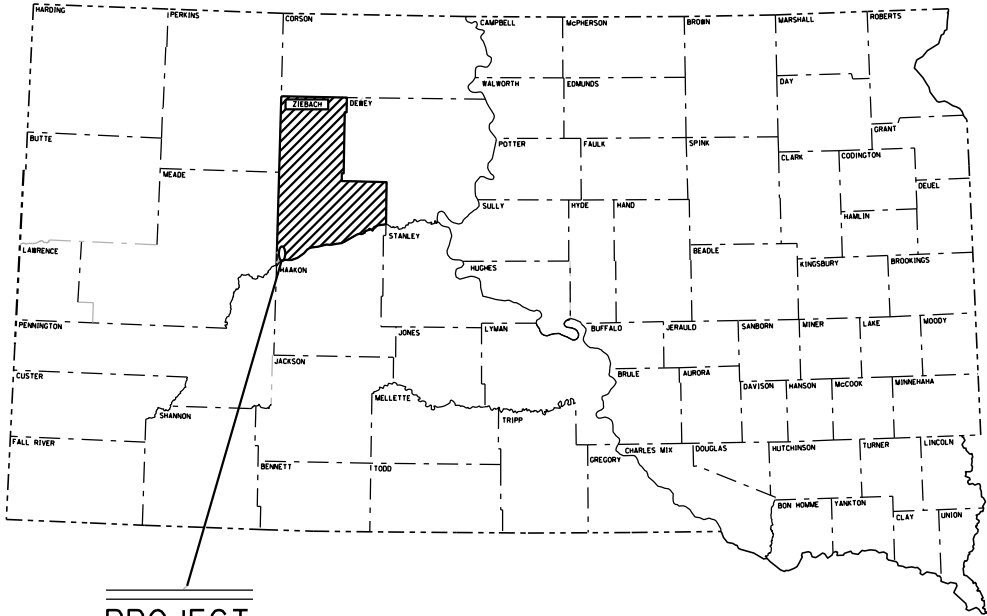 HARDING
PERKINS
CORSON
CAMPBELL
McPHERSON
BROWN
MARSHALL
ROBERTS
WALWORTH
EDMUNDS
DAY
ZIEBACH
DEWEY
GRANT
BUTTE
POTTER
FAULK
SPINK
CLARK
CODINGTON
MEADE
DEUEL
SULLY
HYDE
HAND
HAMLIN
STANLEY
LAWRENCE
BEADLE
KINGSBURY
BROOKINGS
HAAKON
HUGHES
PENNINGTON
JONES
LYMAN
BUFFALO
JERAULD
SANBORN
MINER
LAKE
MOODY
JACKSON
CUSTER
BRULE
AURORA
DAVISON
HANSON
McCOOK
MINNEHAHA
MELLETTE
SHANNON
TRIPP
FALL RIVER
GREGORY
CHARLES MIX
DOUGLAS
HUTCHINSON
TURNER
LINCOLN
BENNETT
TODD
BON HOMME
YANKTON
CLAY
UNION
PROJECT